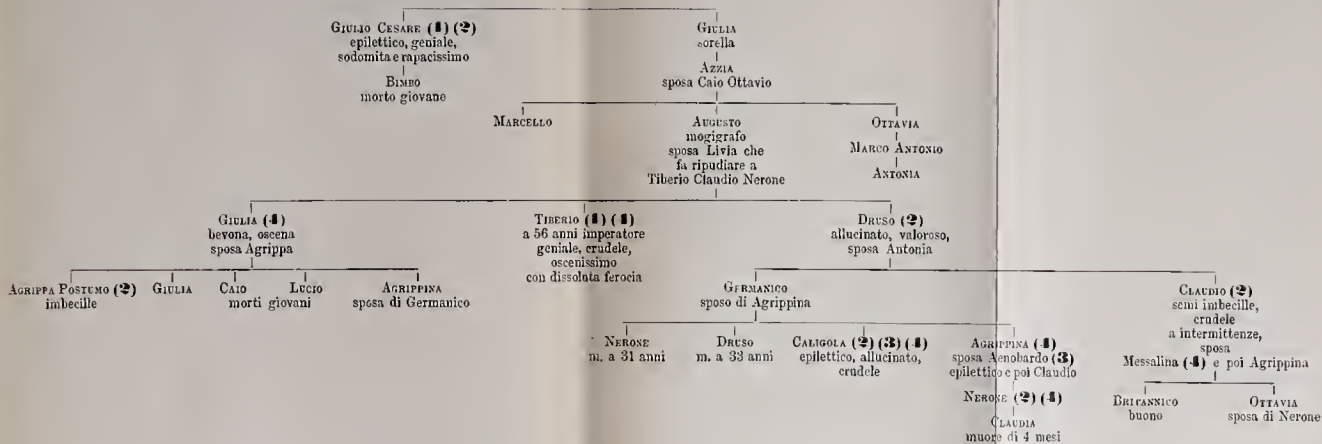 GIULIO CESARE (1) (2)
epilettico, geniale,
sodomita e rapacissimo
BIMBO
morto giovane
GIULIA
sorella
AZZIA
sposa Caio Ottavio
MARCELLO
AUGUSTO
mogigrafo
sposa Livia che
fa ripudiare a
Tiberio Claudio Nerone
OTTAVIA
MARCO ANTONIO
ANTONIA
GIULIA (4)
bevona, oscena
sposa Agrippa
TIBERIO (1) (4)
a 56 anni imperatore
geniale, crudele,
oscenissimo
con dissoluta ferocia
DRUSO (2)
allucinato, valoroso,
sposa Antonia
AGRIPPA POSTUMO (2)
imbecille
GIULIA
CAIO LUCIO
morti giovani
AGRIPPINA
sposa di Germanico
GERMANICO
sposo di Agrippina
CLAUDIO (2)
semi imbecille,
crudele
a intermittenze,
sposa
Messalina (4) e poi Agrippina
NERONE
m. a 31 anni
DRUSO
m. a 33 anni
CALIGOLA (2) (3) (4)
epilettico, allucinato,
crudele
AGRIPPINA (4)
sposa Aenobardo (3)
epilettico e poi Claudio
NERONE (2) (4)
CLAUDIA
muore di 4 mesi
BRITANNICO
buono
OTTAVIA
sposa di Nerone